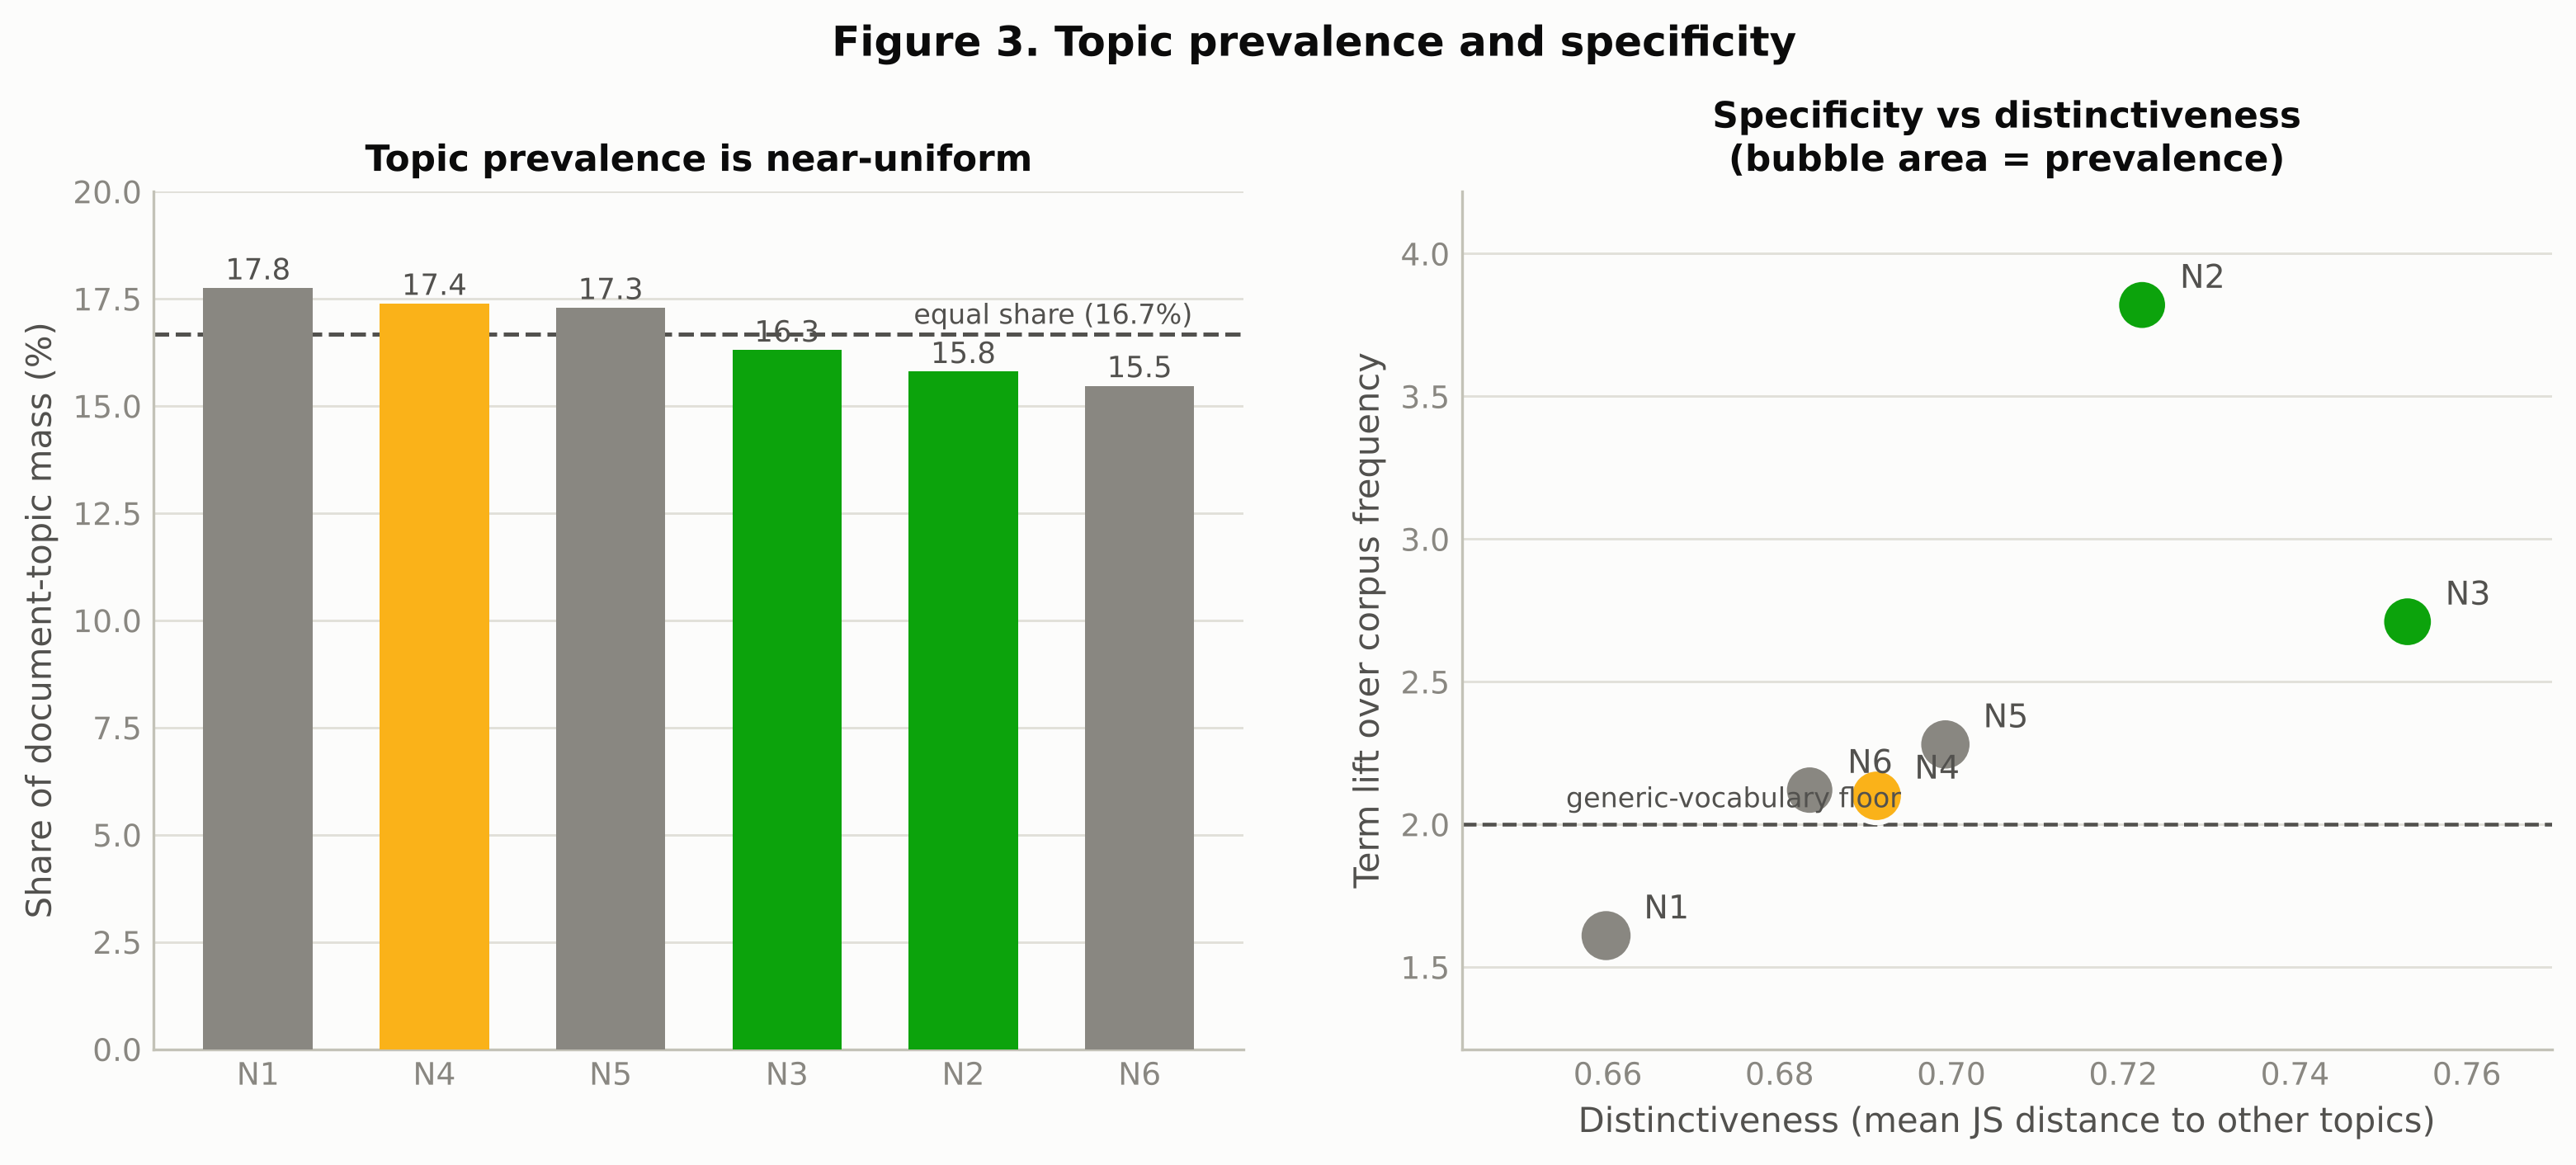 Figure 3. Topic prevalence and specificity
Topic prevalence is near-uniform
Share of document-topic mass (%)
20.0
17.5
15.0
12.5
10.0
7.5
5.0
2.5
0.0
17.8
17.4
17.3
16.3
15.8
15.5
equal share (16.7%)
N1
N4
N5
N3
N2
N6
Specificity vs distinctiveness
(bubble area = prevalence)
Term lift over corpus frequency
4.0
3.5
3.0
2.5
2.0
1.5
N2
N3
N5
N6
N4
generic-vocabulary floor
N1
0.66
0.68
0.70
0.72
0.74
0.76
Distinctiveness (mean JS distance to other topics)